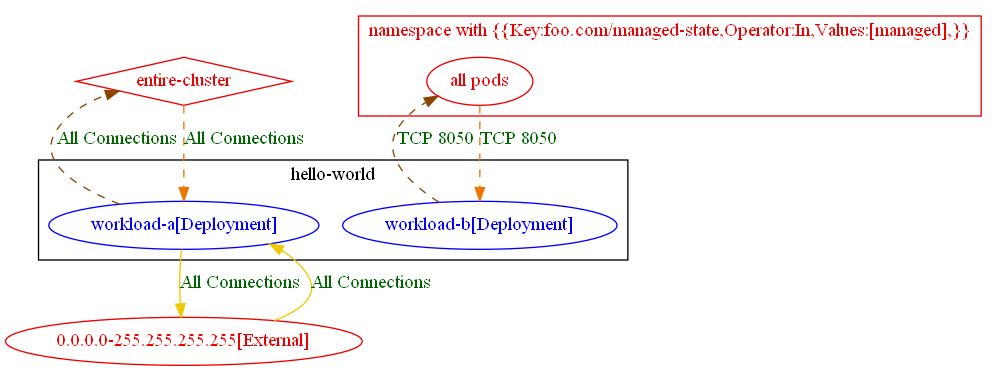 namespace with {{Key:foo.com/managed-state,Operator:In,Values:[managed],}}
entire-cluster
all pods
All Connections
All Connections
TCP 8050
TCP 8050
hello-world
workload-a[Deployment]
workload-b[Deployment]
All Connections
All Connections
0.0.0.0-255.255.255.255[External]